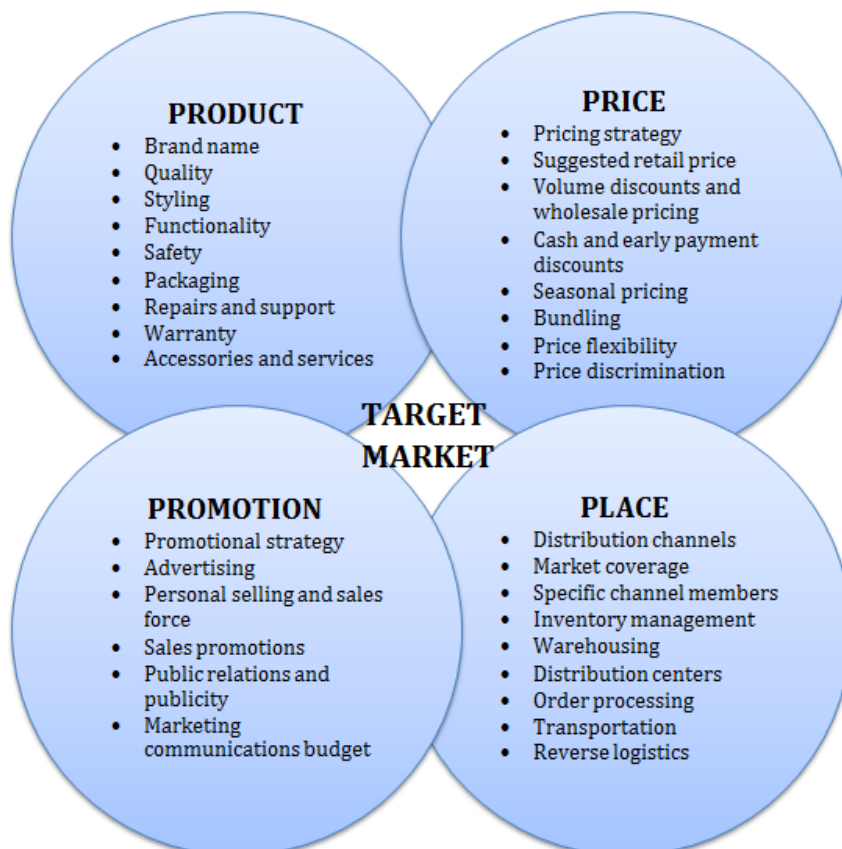 PRODUCT
• Brand name
• Quality
• Styling
• Functionality
• Safety
• Packaging
• Repairs and support
• Warranty
• Accessories and services
PRICE
• Pricing strategy
• Suggested retail price
• Volume discounts and
wholesale pricing
• Cash and early payment
discounts
• Seasonal pricing
• Bundling
• Price flexibility
• Price discrimination
TARGET
MARKET
PROMOTION
• Promotional strategy
• Advertising
• Personal selling and sales
force
• Sales promotions
• Public relations and
publicity
• Marketing
communications budget
PLACE
• Distribution channels
• Market coverage
• Specific channel members
• Inventory management
• Warehousing
• Distribution centers
• Order processing
• Transportation
• Reverse logistics